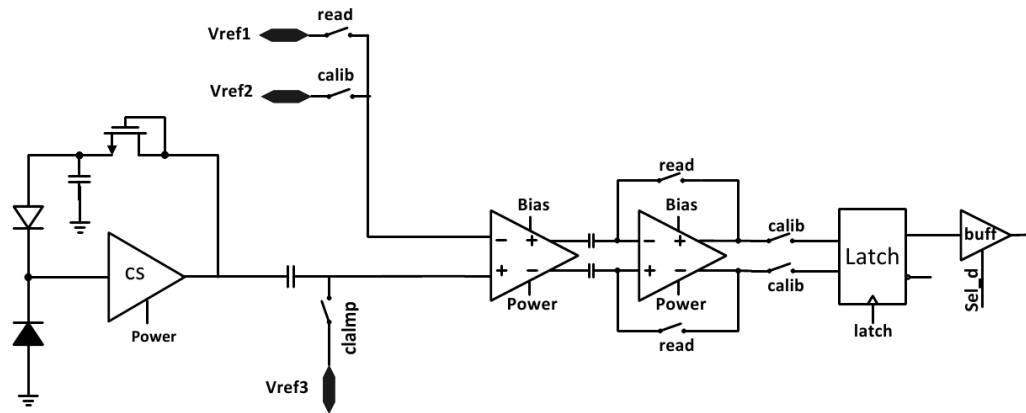 read
Vref1
calib
Vref2
CS
Power
clalmp
Vref3
Bias
- +
+ -
Power
read
Bias
- +
+ -
Power
read
calib
calib
Latch
latch
buff
Sel_d